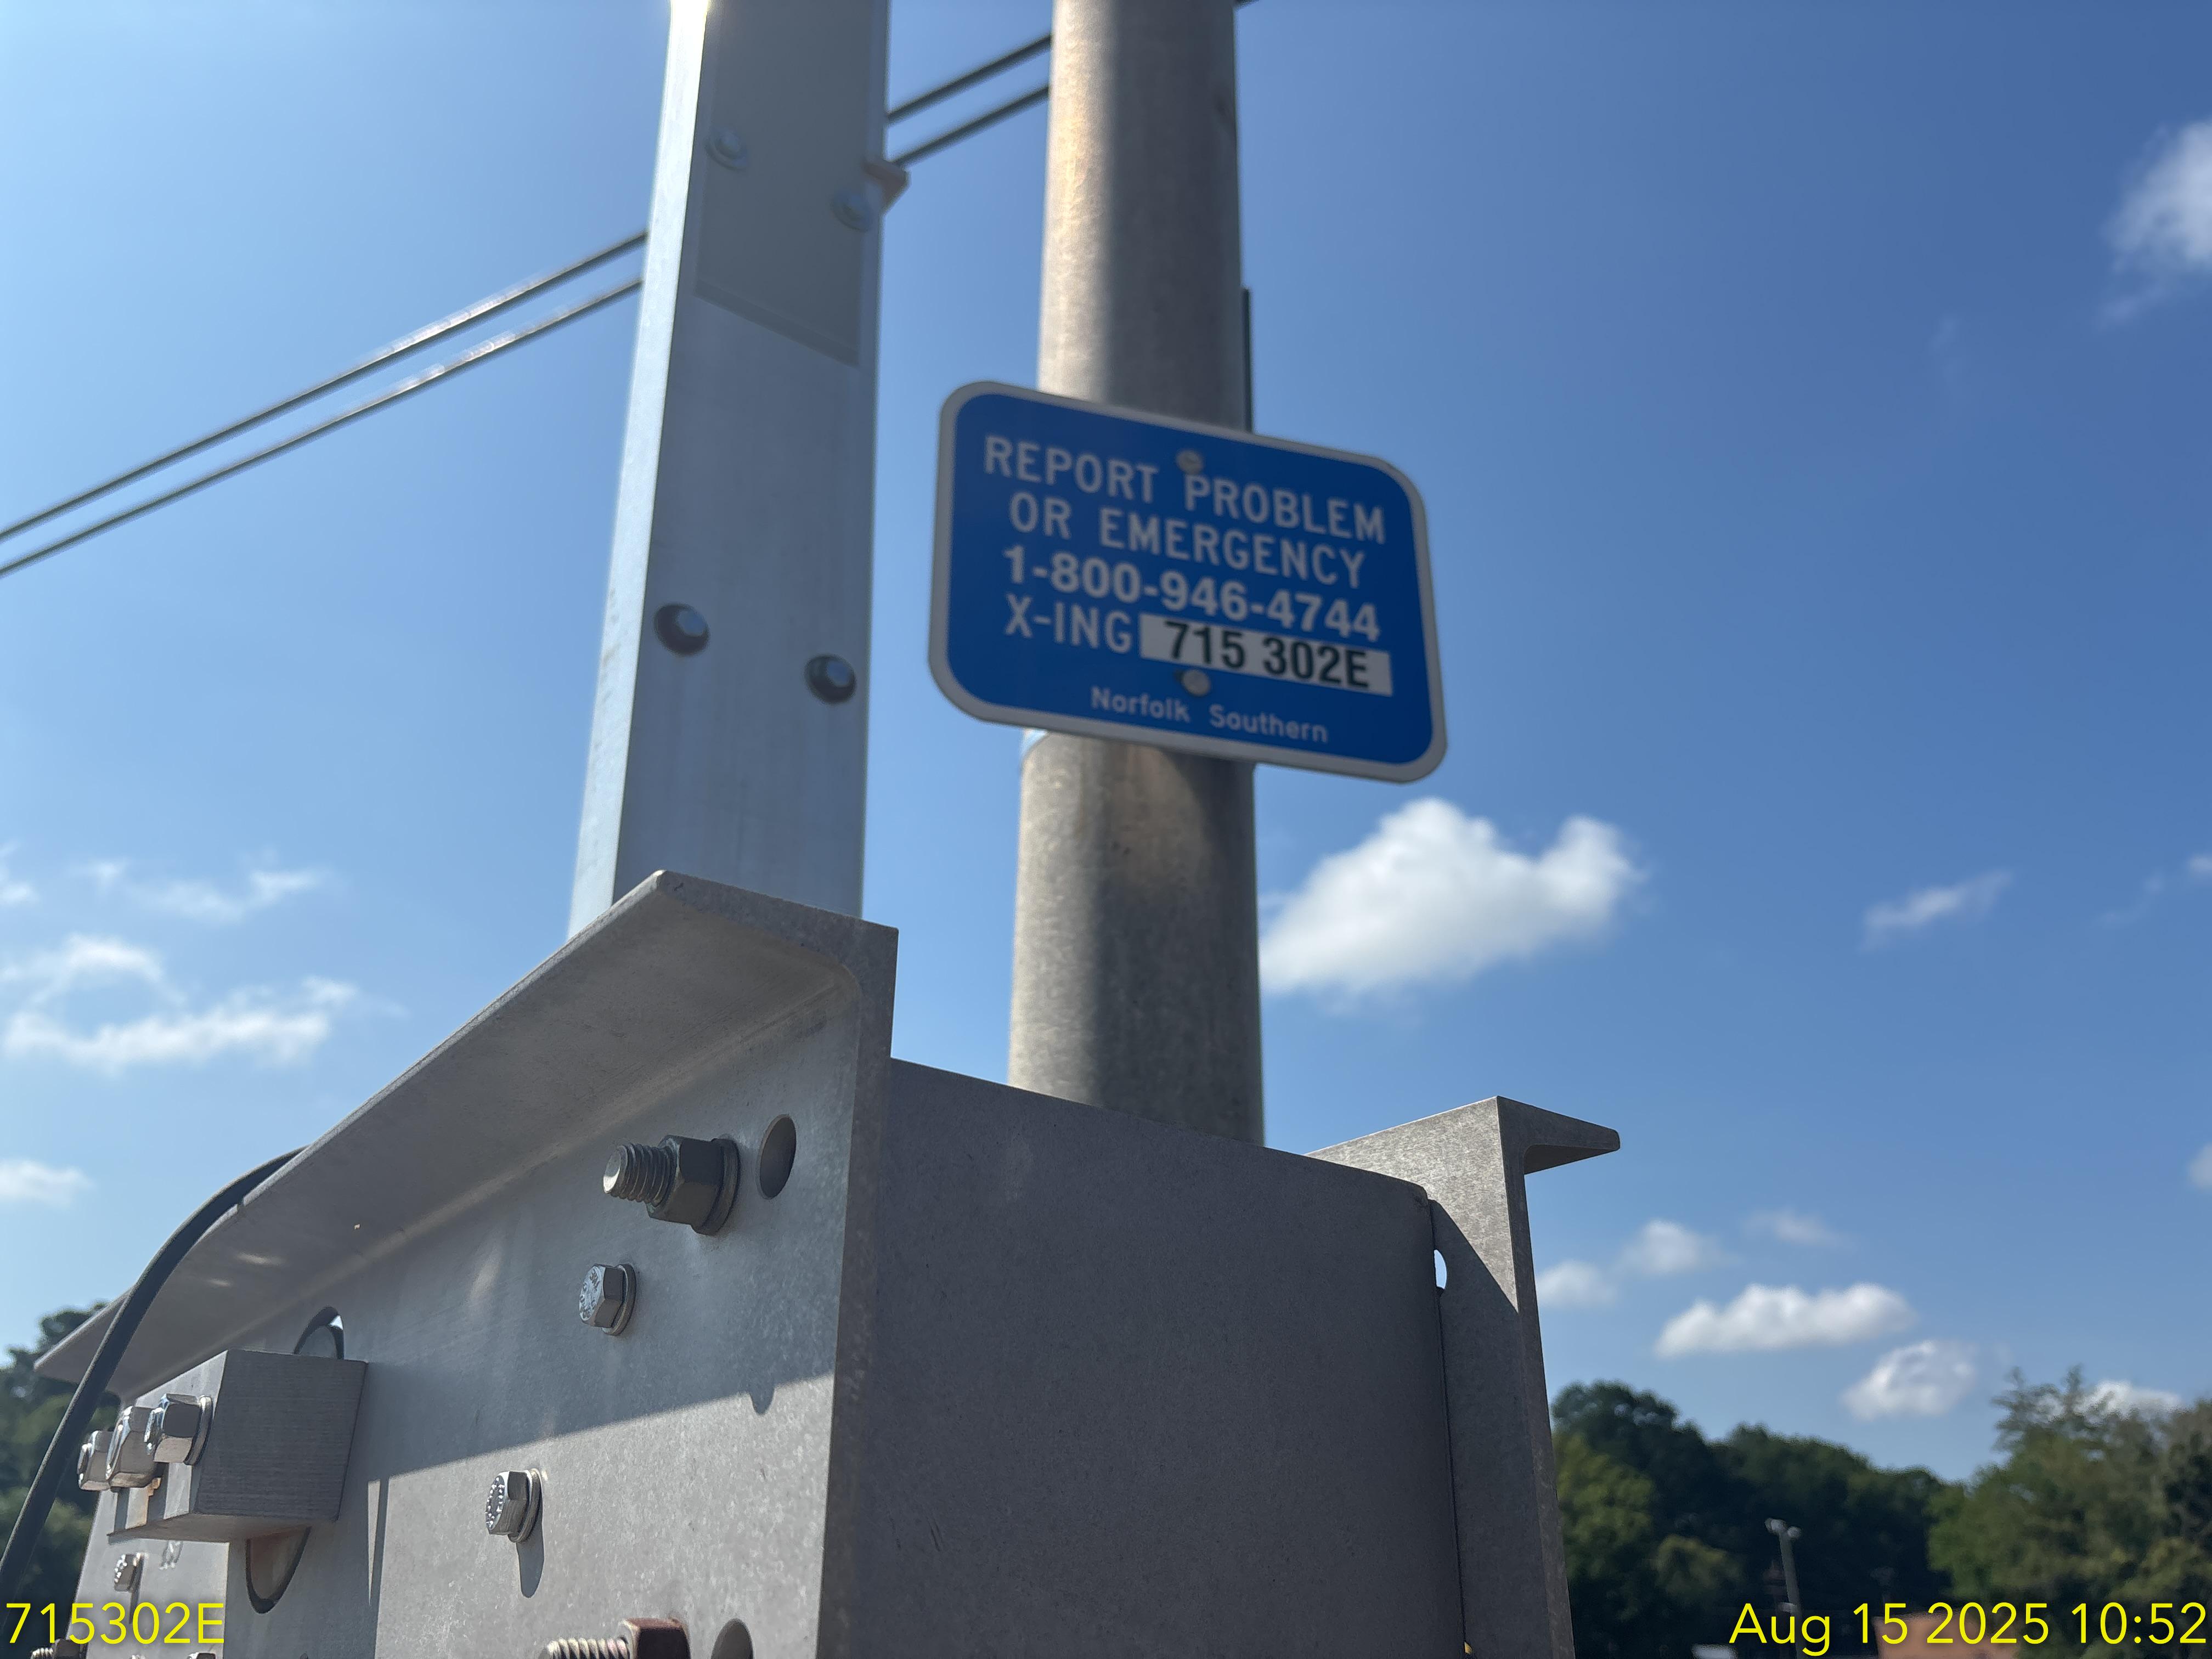 REPORT PROBLEM
OR EMERGENCY
1-800-946-4744
X-ING 715 302E
Norfolk Southern
715302E
Aug 15 2025 10:52